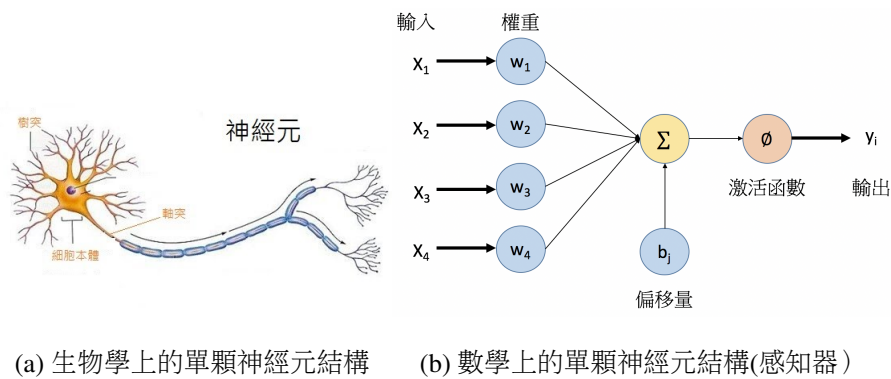 樹突
神經元
軸突
細胞本體
輸入
權重
X1
w1
X2
w2
X3
w3
X4
w4
Σ
bj
偏移量
Ø
激活函數
yi
輸出
(a) 生物學上的單顆神經元結構
(b) 數學上的單顆神經元結構(感知器）